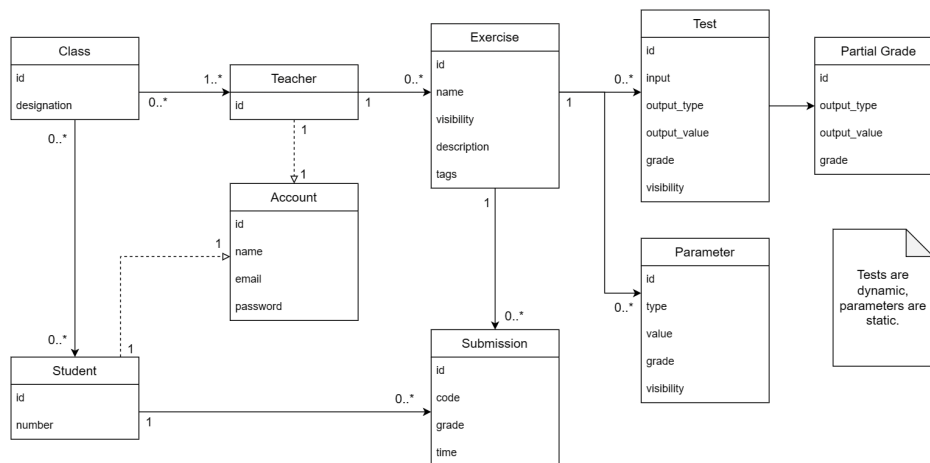 Class
id
designation
0..*
0..*
0..*
1..*
Teacher
id
1
0..*
1
1
Account
id
name
email
password
1
1
Student
id
number
1
0..*
Exercise
id
name
visibility
description
tags
1
0..*
Submission
id
code
grade
time
1
0..*
Test
id
input
output_type
output_value
grade
visibility
0..*
Parameter
id
type
value
grade
visibility
Partial Grade
id
output_type
output_value
grade
Tests are
dynamic,
parameters are
static.